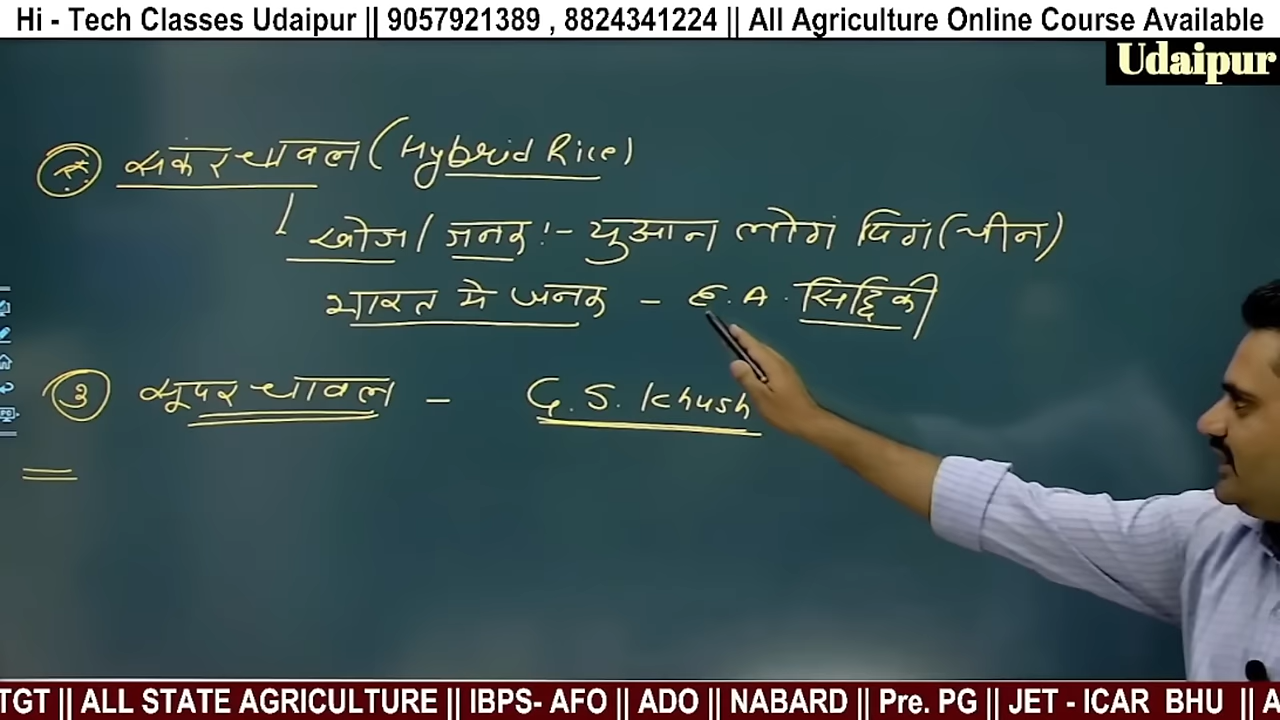 Hi - Tech Classes Udaipur || 9057921389 , 8824341224 || All Agriculture Online Course Available
Udaipur
संकर चावल (Hybrid Rice)
खोज / जनक :- युआन लोंग पिंग (चीन)
भारत में जनक - E. A. सिद्दिकी
③ सूपर चावल - G. S. Khush
TGT || ALL STATE AGRICULTURE || IBPS- AFO || ADO || NABARD || Pre. PG || JET - ICAR BHU || A